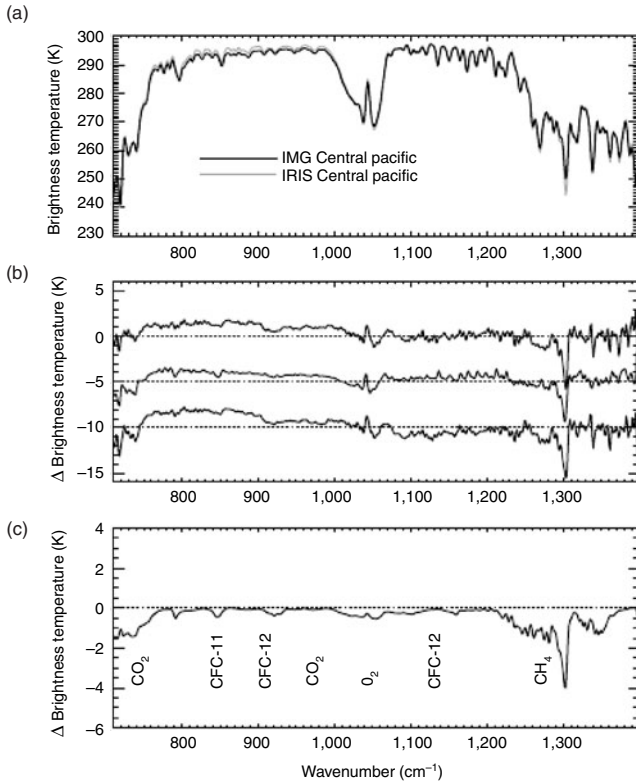 (a)
Brightness temperature (K)
300
290
280
270
260
250
240
230
IMG Central pacific
IRIS Central pacific
800 900 1,000 1,100 1,200 1,300
(b)
Δ Brightness temperature (K)
5
0
−5
−10
−15
800 900 1,000 1,100 1,200 1,300
(c)
Δ Brightness temperature (K)
4
2
0
−2
−4
−6
CO₂
CFC-11
CFC-12
CO₂
0₂
CFC-12
CH₄
800 900 1,000 1,100 1,200 1,300
Wavenumber (cm⁻¹)